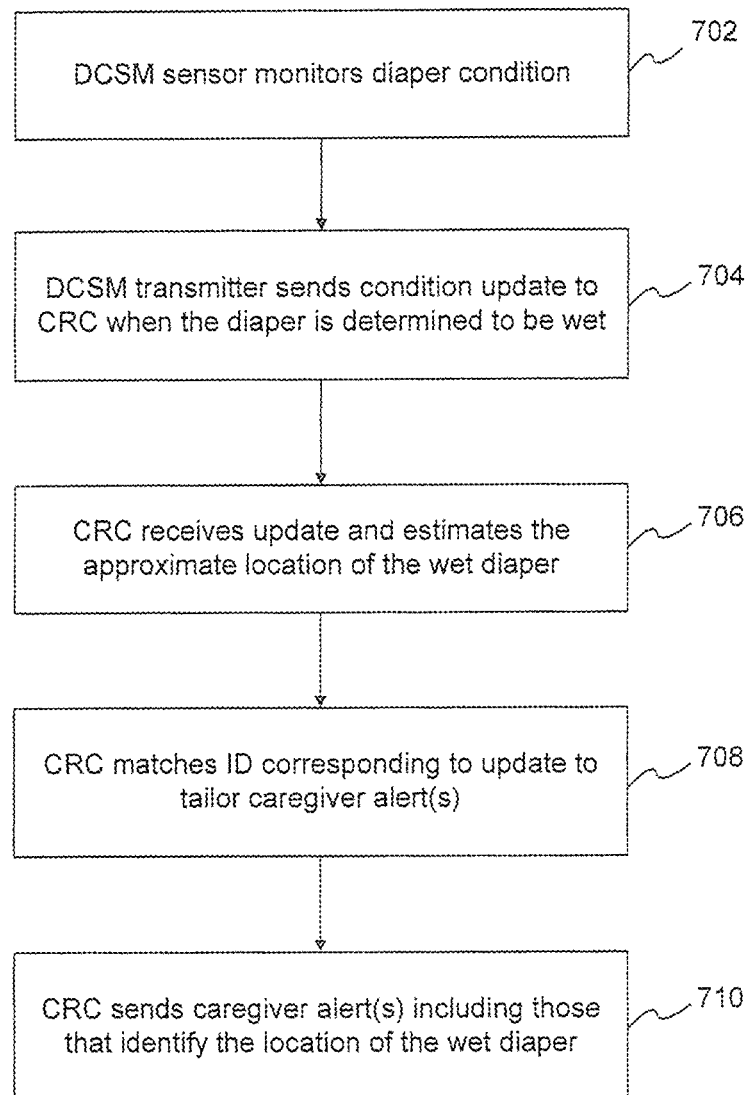 702
DCSM sensor monitors diaper condition
704
DCSM transmitter sends condition update to
CRC when the diaper is determined to be wet
706
CRC receives update and estimates the
approximate location of the wet diaper
708
CRC matches ID corresponding to update to
tailor caregiver alert(s)
710
CRC sends caregiver alert(s) including those
that identify the location of the wet diaper